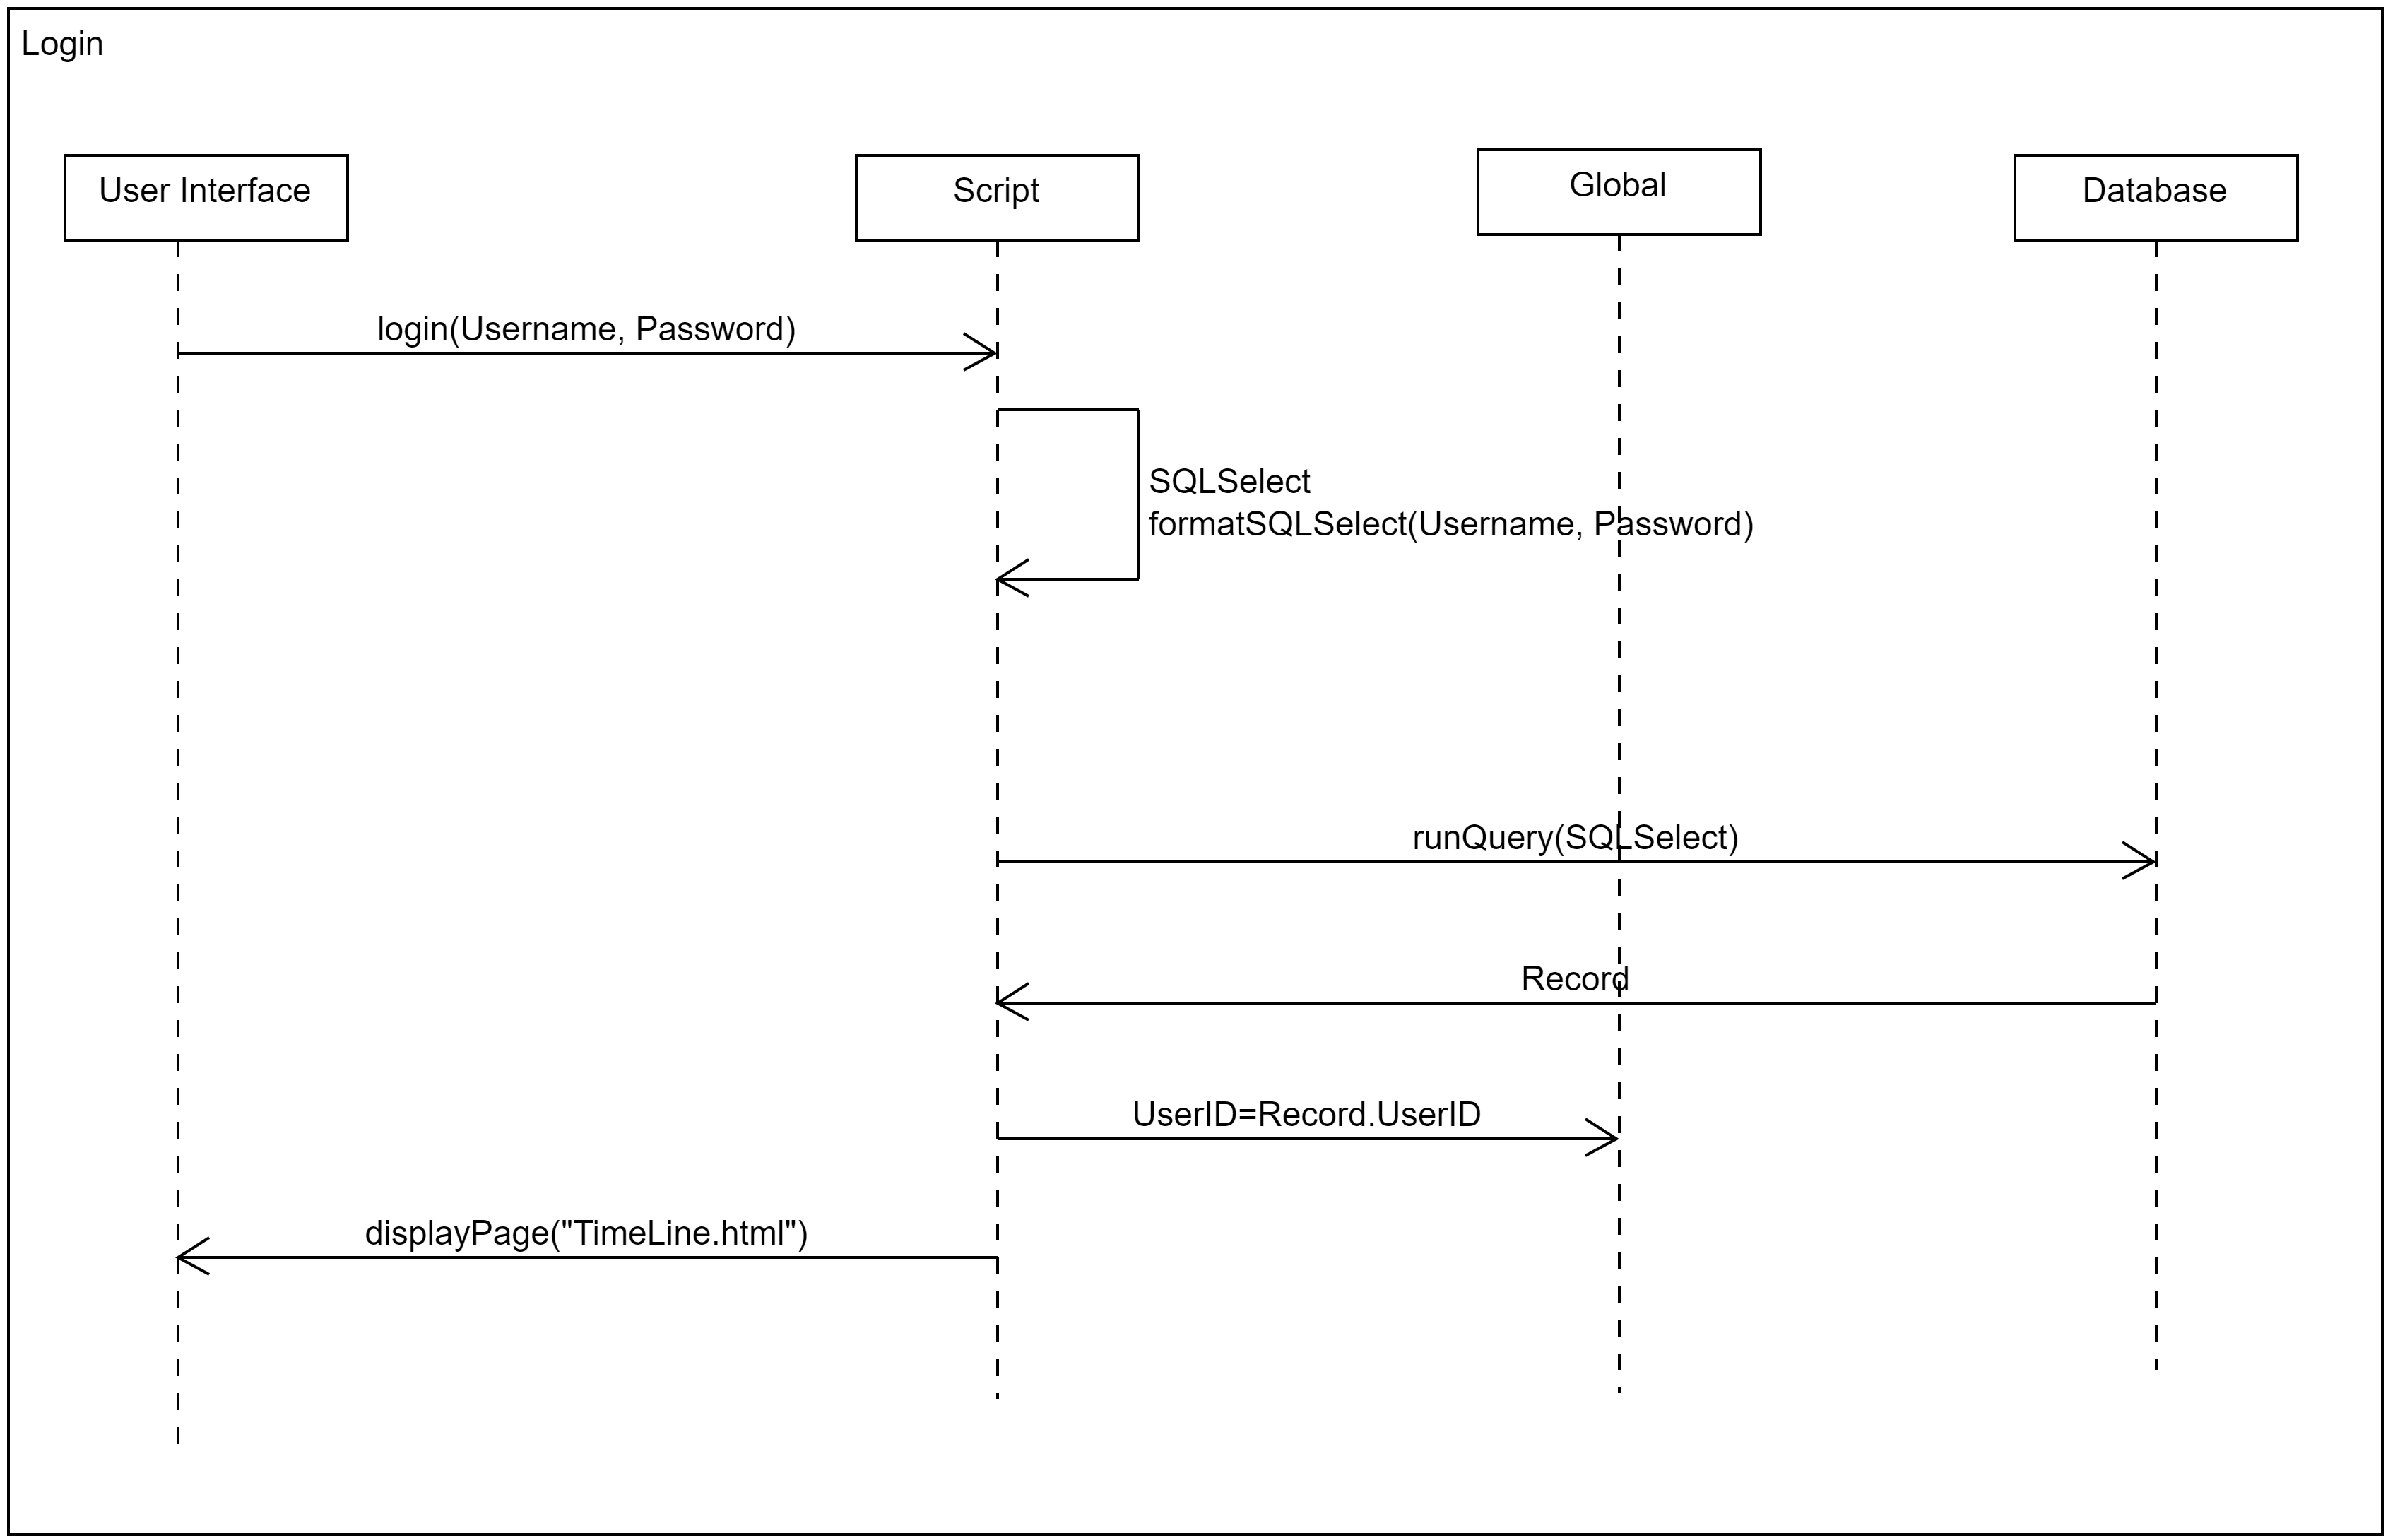 Login
User Interface
Script
Global
Database
login(Username, Password)
SQLSelect
formatSQLSelect(Username, Password)
runQuery(SQLSelect)
Record
UserID=Record.UserID
displayPage("TimeLine.html")